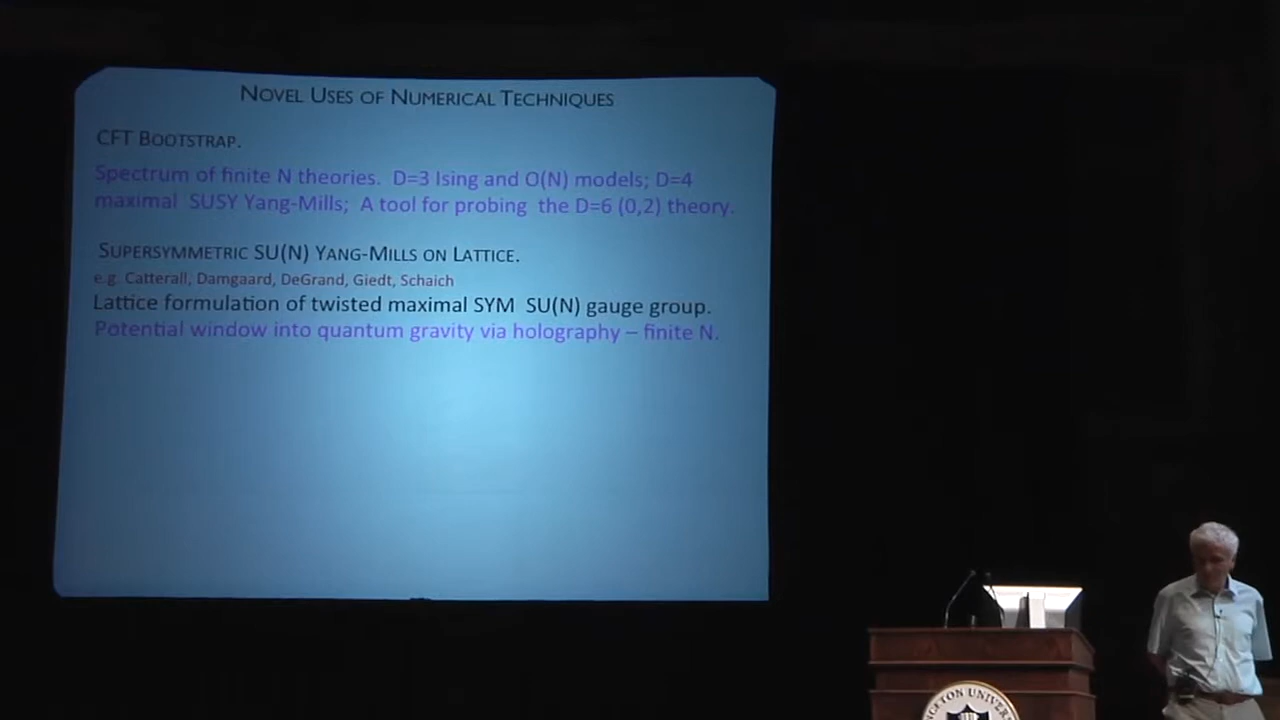 NOVEL USES OF NUMERICAL TECHNIQUES
CFT BOOTSTRAP.
Spectrum of finite N theories. D=3 Ising and O(N) models; D=4
maximal SUSY Yang-Mills; A tool for probing the D=6 (0,2) theory.
SUPERSYMMETRIC SU(N) YANG-MILLS ON LATTICE.
e.g. Catterall, Damgaard, DeGrand, Giedt, Schaich
Lattice formulation of twisted maximal SYM SU(N) gauge group.
Potential window into quantum gravity via holography – finite N.